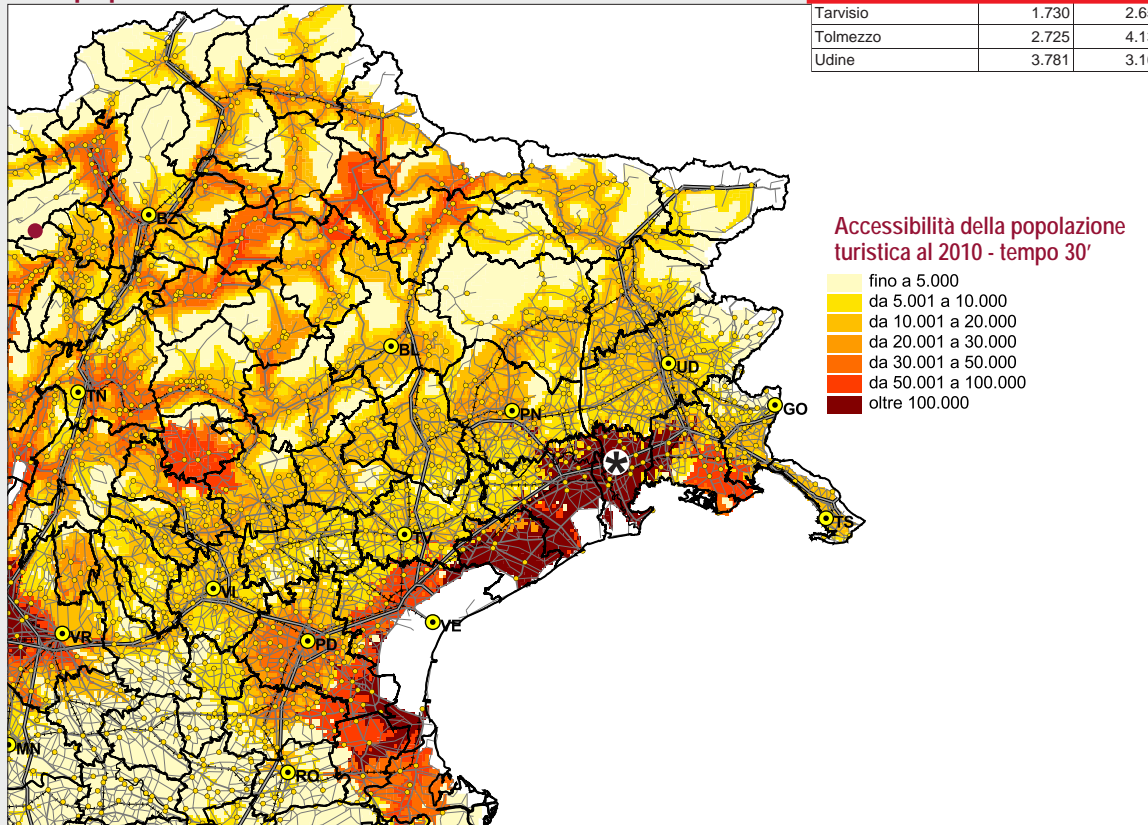 Tarvisio 1.730
Tolmezzo 2.725
Udine 3.781
BZ
Accessibilità della popolazione
turistica al 2010 - tempo 30'
fino a 5.000
da 5.001 a 10.000
da 10.001 a 20.000
da 20.001 a 30.000
da 30.001 a 50.000
da 50.001 a 100.000
oltre 100.000
BL
UD
TN
PN
GO
*
TS
TV
VI
VE
VR
PD
MN
RO